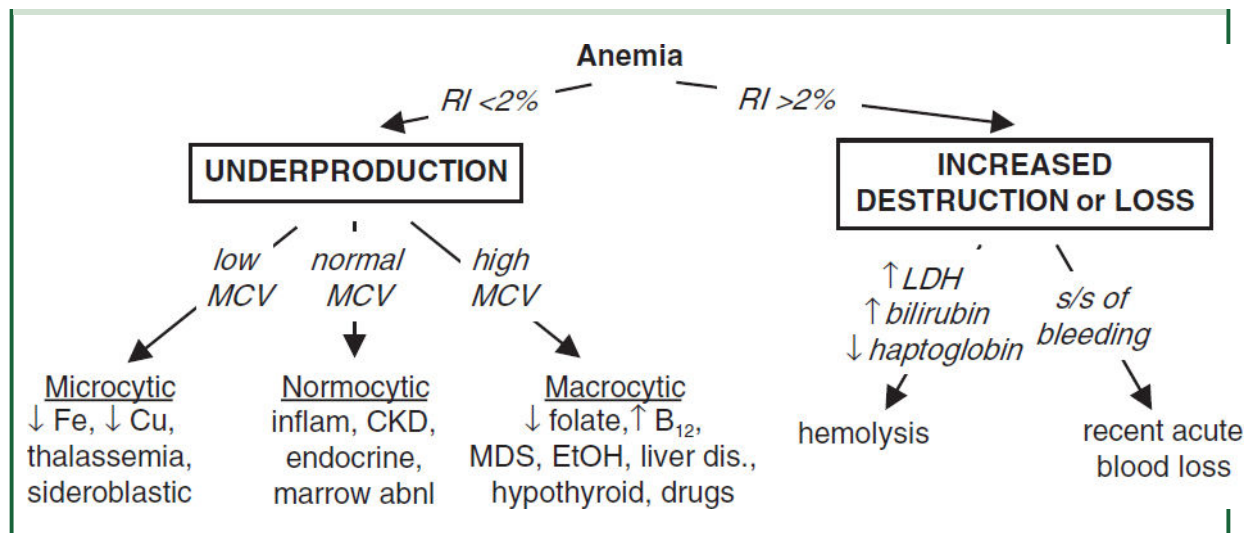 Anemia
RI <2%
RI >2%
UNDERPRODUCTION
INCREASED
DESTRUCTION or LOSS
low
MCV
normal
MCV
high
MCV
↑LDH
↑bilirubin
↓haptoglobin
s/s of
bleeding
Microcytic
↓ Fe, ↓ Cu,
thalassemia,
sideroblastic
Normocytic
inflam, CKD,
endocrine,
marrow abnl
Macrocytic
↓ folate,↑ B₁₂,
MDS, EtOH, liver dis.,
hypothyroid, drugs
hemolysis
recent acute
blood loss